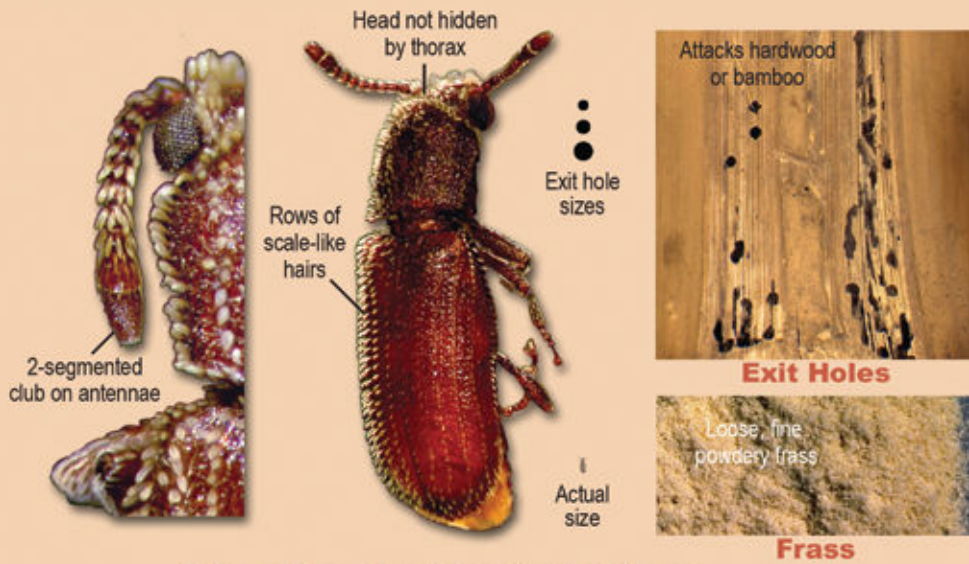 Head not hidden
by thorax
Attacks hardwood
or bamboo
Exit hole
sizes
Rows of
scale-like
hairs
2-segmented
club on antennae
Exit Holes
Loose, fine
powdery frass
Actual
size
Frass